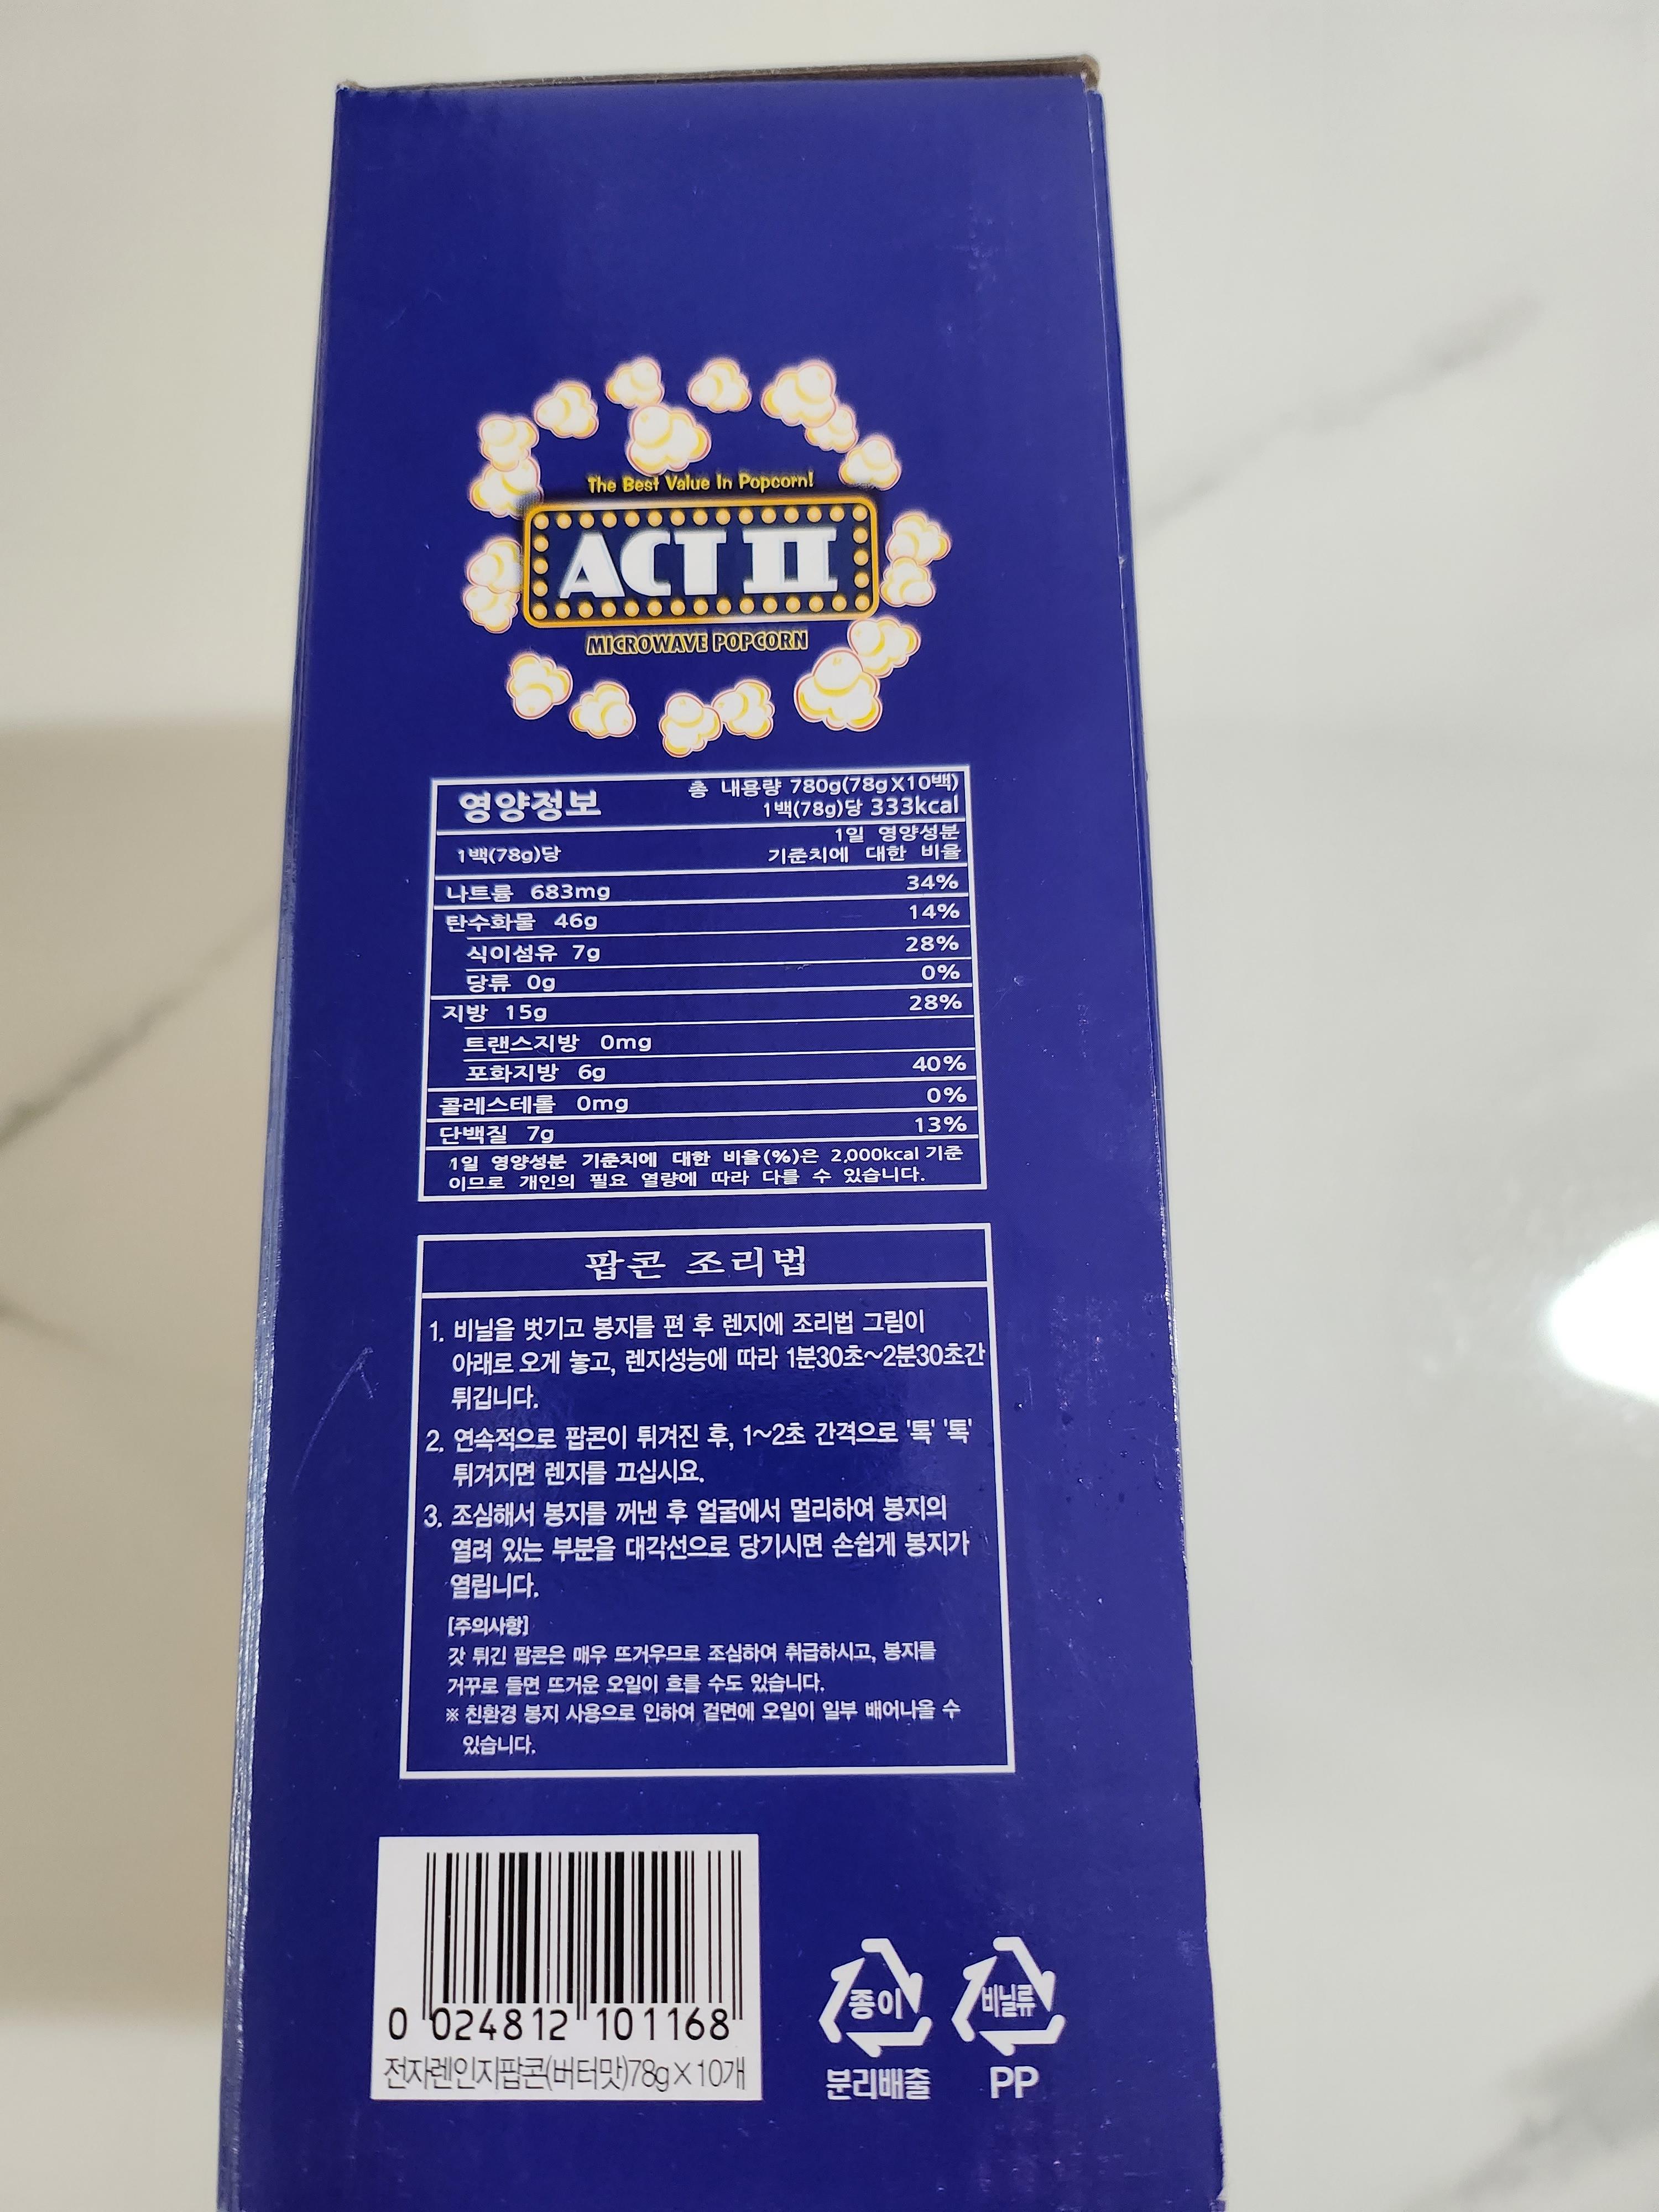 The Best Value In Popcorn!
ACT II
MICROWAVE POPCORN
영양정보
총 내용량 780g(78gX10백)
1백(78g)당 333kcal
1백(78g)당
1일 영양성분
기준치에 대한 비율
나트륨 683mg 34%
탄수화물 46g 14%
식이섬유 7g 28%
당류 0g 0%
지방 15g 28%
트랜스지방 0mg
포화지방 6g 40%
콜레스테롤 0mg 0%
단백질 7g 13%
1일 영양성분 기준치에 대한 비율(%)은 2,000kcal 기준
이므로 개인의 필요 열량에 따라 다를 수 있습니다.
팝콘 조리법
1. 비닐을 벗기고 봉지를 편 후 렌지에 조리법 그림이
아래로 오게 놓고, 렌지성능에 따라 1분30초~2분30초간
튀깁니다.
2. 연속적으로 팝콘이 튀겨진 후, 1~2초 간격으로 '톡' '톡'
튀겨지면 렌지를 끄십시요.
3. 조심해서 봉지를 꺼낸 후 얼굴에서 멀리하여 봉지의
열려 있는 부분을 대각선으로 당기시면 손쉽게 봉지가
열립니다.
[주의사항]
갓 튀긴 팝콘은 매우 뜨거우므로 조심하여 취급하시고, 봉지를
거꾸로 들면 뜨거운 오일이 흐를 수도 있습니다.
※ 친환경 봉지 사용으로 인하여 겉면에 오일이 일부 배어나올 수
있습니다.
0 024812 101168
전자렌인지팝콘(버터맛)78g×10개
종이
분리배출
비닐류
PP